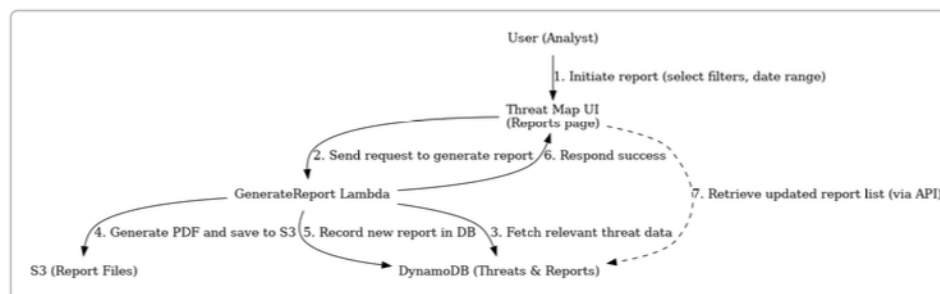 User (Analyst)
1. Initiate report (select filters, date range)
Threat Map UI
(Reports page)
2. Send request to generate report
6. Respond success
GenerateReport Lambda
7. Retrieve updated report list (via API)
4. Generate PDF and save to S3
5. Record new report in DB
3. Fetch relevant threat data
S3 (Report Files)
DynamoDB (Threats & Reports)